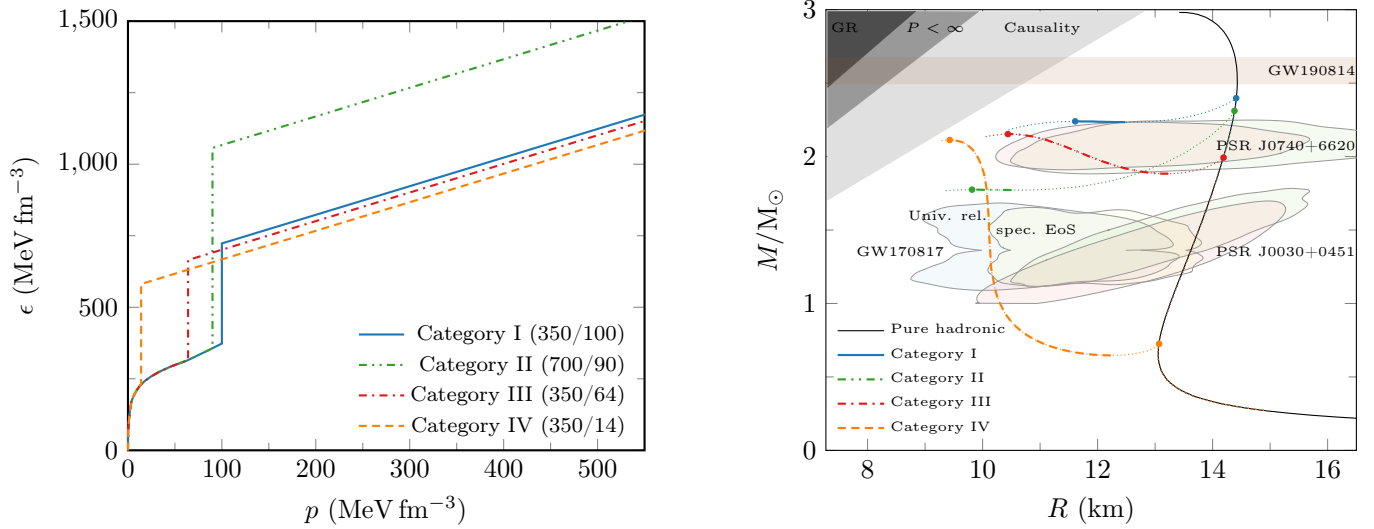 1,500
1,000
500
0
0
100
200
300
400
500
ϵ (MeV fm⁻³)
p (MeV fm⁻³)
Category I (350/100)
Category II (700/90)
Category III (350/64)
Category IV (350/14)
3
2
1
0
8
10
12
14
16
M/M⊙
R (km)
GR
P < ∞
Causality
GW190814
PSR J0740+6620
Univ. rel.
spec. EoS
GW170817
PSR J0030+0451
Pure hadronic
Category I
Category II
Category III
Category IV